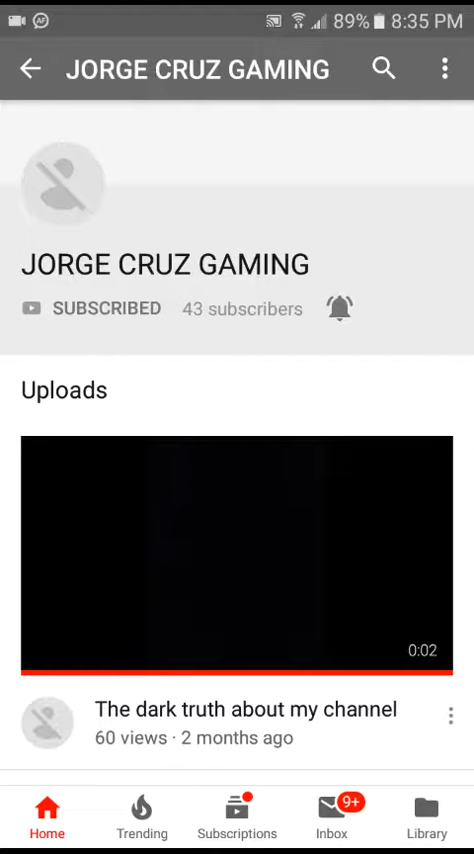 AF 89% 8:35 PM
JORGE CRUZ GAMING
JORGE CRUZ GAMING
SUBSCRIBED 43 subscribers
Uploads
0:02
The dark truth about my channel
60 views · 2 months ago
9+
Home Trending Subscriptions Inbox Library